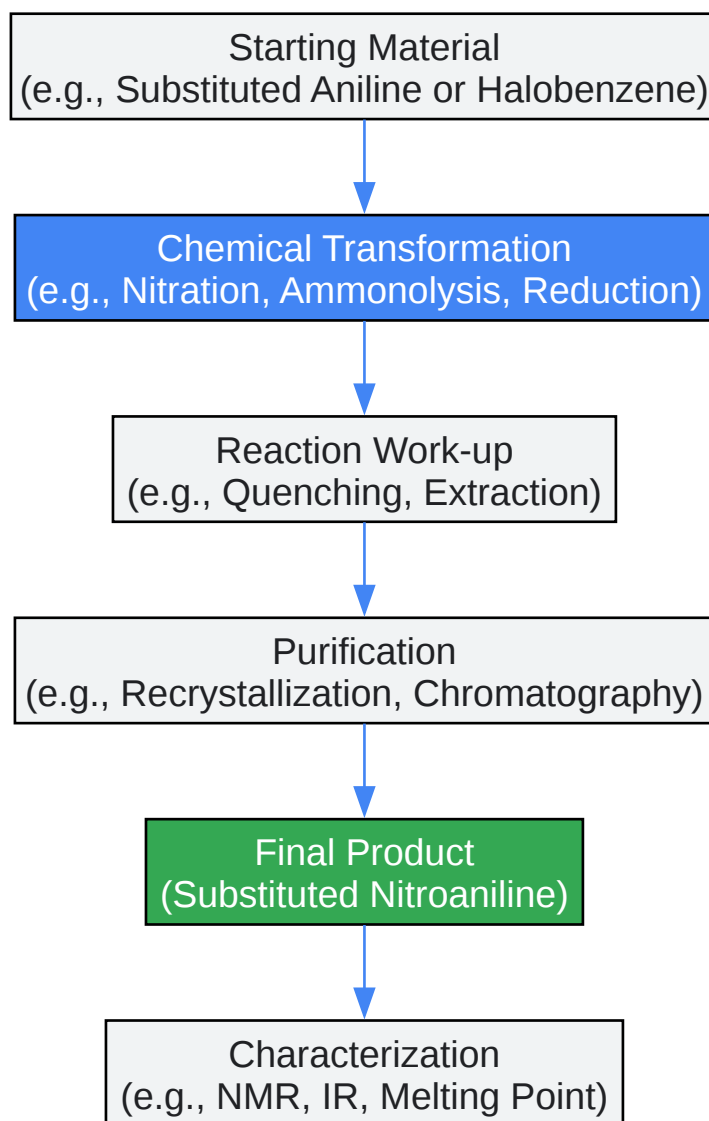 Starting Material
(e.g., Substituted Aniline or Halobenzene)
Chemical Transformation
(e.g., Nitration, Ammonolysis, Reduction)
Reaction Work-up
(e.g., Quenching, Extraction)
Purification
(e.g., Recrystallization, Chromatography)
Final Product
(Substituted Nitroaniline)
Characterization
(e.g., NMR, IR, Melting Point)